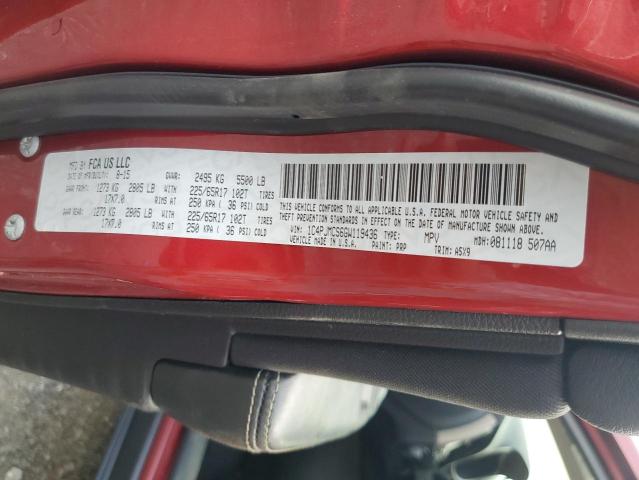 MFD BY FCA US LLC
DATE OF MFR/BUILT: 8-15 GVWR: 2495 KG 5500 LB
GAWR FRONT: 1273 KG 2805 LB WITH 225/65R17 102T TIRES
17X7.0 RIMS AT 250 KPA ( 36 PSI) COLD
GAWR REAR: 1273 KG 2805 LB WITH 225/65R17 102T TIRES
17X7.0 RIMS AT 250 KPA ( 36 PSI) COLD
THIS VEHICLE CONFORMS TO ALL APPLICABLE U.S.A. FEDERAL MOTOR VEHICLE SAFETY AND
THEFT PREVENTION STANDARDS IN EFFECT ON THE DATE OF MANUFACTURE SHOWN ABOVE.
MADE IN U.S.A.
VIN: 1C4PJMCS6GW119436 MPV
PAINT: PRP TRIM: A5X9
MDH: 081118 507AA